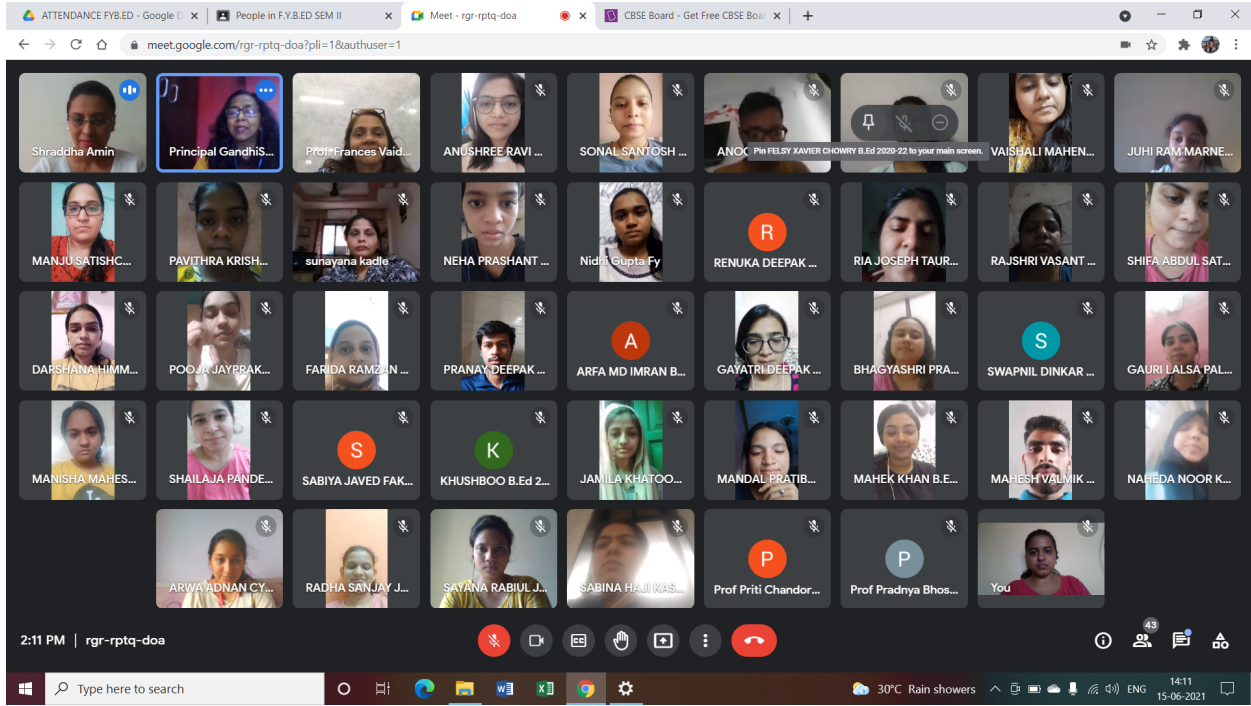 ATTENDANCE FYB.ED - Google D
People in F.Y.B.ED SEM II
Meet - rgr-rptq-doa
CBSE Board - Get Free CBSE Boar
meet.google.com/rgr-rptq-doa?pli=1&authuser=1
Shraddha Amin
Principal GandhiS...
Prof. Frances Vaid...
ANUSHREE RAVI ...
SONAL SANTOSH ...
ANOO
Pin FELSY XAVIER CHOWRY B.Ed 2020-22 to your main screen.
VAISHALI MAHEN...
JUHI RAM MARNE...
MANJU SATISHC...
PAVITHRA KRISH...
sunayana kadle
NEHA PRASHANT ...
Nidhi Gupta Fy
R
RENUKA DEEPAK ...
RIA JOSEPH TAUR...
RAJSHRI VASANT ...
SHIFA ABDUL SAT...
DARSHANA HIMM...
POOJA JAYPRAK...
FARIDA RAMZAN ...
PRANAY DEEPAK ...
A
ARFA MD IMRAN B...
GAYATRI DEEPAK ...
BHAGYASHRI PRA...
S
SWAPNIL DINKAR ...
GAURI LALSA PAL...
MANISHA MAHES...
SHAILAJA PANDE...
S
SABIYA JAVED FAK...
K
KHUSHBOO B.Ed 2...
JAMILA KHATOO...
MANDAL PRATIB...
MAHEK KHAN B.E...
MAHESH VALMIK ...
NAHEDA NOOR K...
ARWA ADNAN CY...
RADHA SANJAY J...
SAYANA RABIUL J...
SABINA HAJI KAS...
P
Prof Priti Chandor...
P
Prof Pradnya Bhos...
You
2:11 PM | rgr-rptq-doa
CC
43
Type here to search
30°C Rain showers
ENG
14:11
15-06-2021